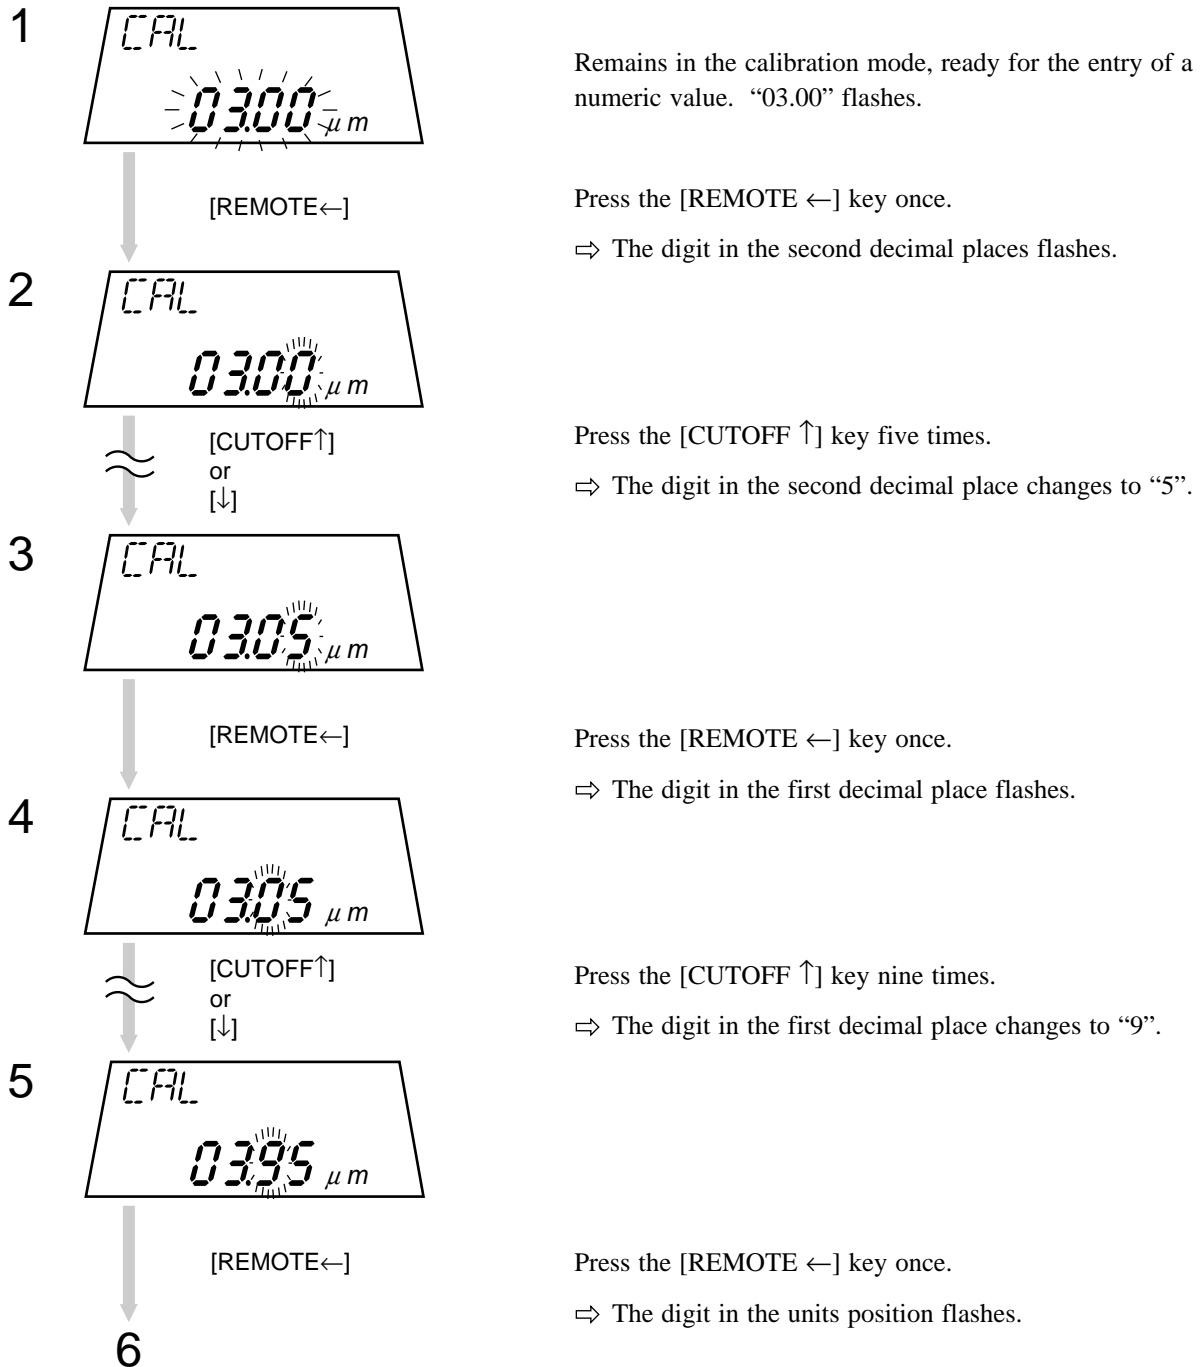 1
CAL
03.00 μm
Remains in the calibration mode, ready for the entry of a
numeric value. “03.00” flashes.
[REMOTE←]
Press the [REMOTE ←] key once.
⇨ The digit in the second decimal places flashes.
2
CAL
03.00 μm
[CUTOFF↑]
or
[↓]
Press the [CUTOFF ↑] key five times.
⇨ The digit in the second decimal place changes to “5”.
3
CAL
03.05 μm
[REMOTE←]
Press the [REMOTE ←] key once.
⇨ The digit in the first decimal place flashes.
4
CAL
03.05 μm
[CUTOFF↑]
or
[↓]
Press the [CUTOFF ↑] key nine times.
⇨ The digit in the first decimal place changes to “9”.
5
CAL
03.95 μm
[REMOTE←]
Press the [REMOTE ←] key once.
⇨ The digit in the units position flashes.
6